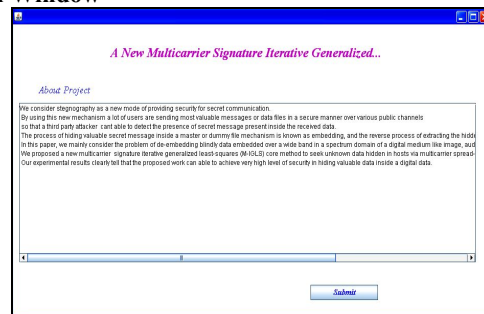 A New Multicarrier Signature Iterative Generalized...
About Project
We consider stegnography as a new mode of providing security for secret communication.
By using this new mechanism a lot of users are sending most valuable messages or data files in a secure manner over various public channels
so that a third party attacker cant able to detect the presence of secret message present inside the received data.
The process of hiding valuable secret message inside a master or dummy file mechanism is known as embedding, and the reverse process of extracting the
In this paper, we mainly consider the problem of de-embedding blindly data embedded over a wide band in a spectrum domain of a digital medium like image,
We proposed a new multicarrier signature iterative generalized least-squares (M-IGLS) core method to seek unknown data hidden in hosts via multicarrier spread-
Our experimental results clearly tell that the proposed work can able to achieve very high level of security in hiding valuable data inside a digital data.
Submit